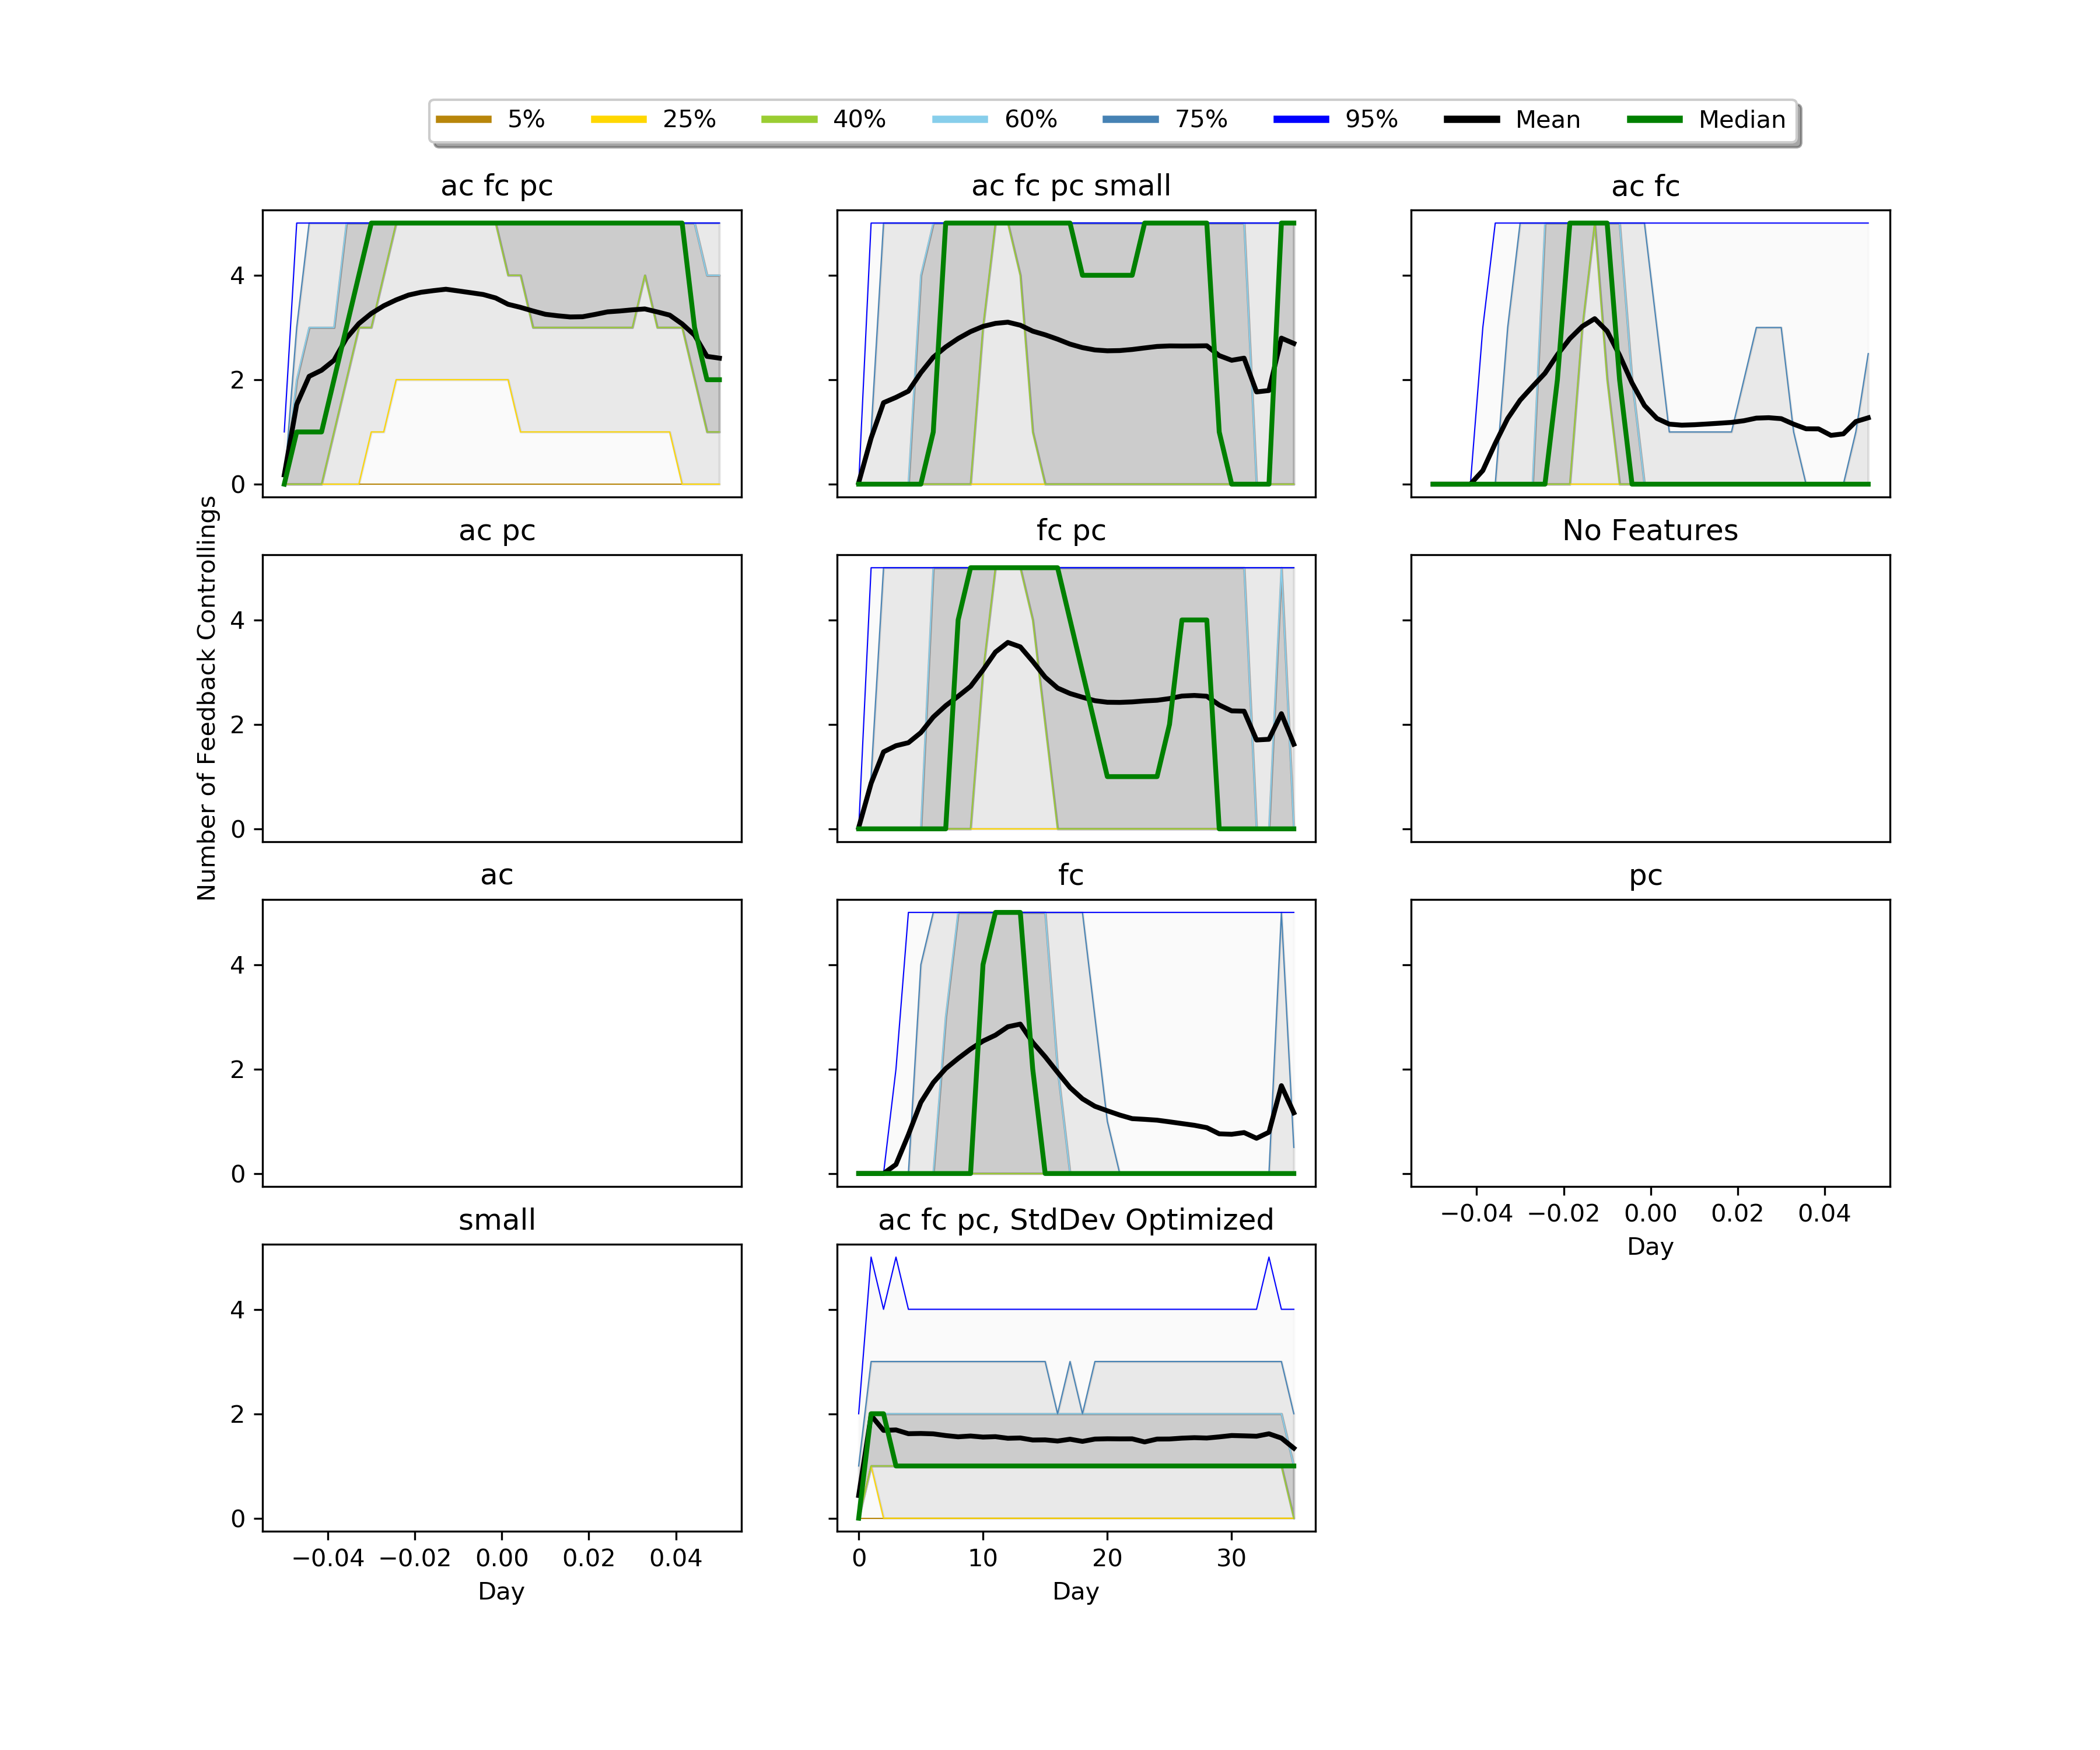 5% 25% 40% 60% 75% 95% Mean Median
ac fc pc
ac fc pc small
ac fc
4
2
0
ac pc
fc pc
No Features
Number of Feedback Controllings
4
2
0
ac
fc
pc
4
2
0
−0.04 −0.02 0.00 0.02 0.04
Day
small
ac fc pc, StdDev Optimized
4
2
0
−0.04 −0.02 0.00 0.02 0.04
Day
0 10 20 30
Day